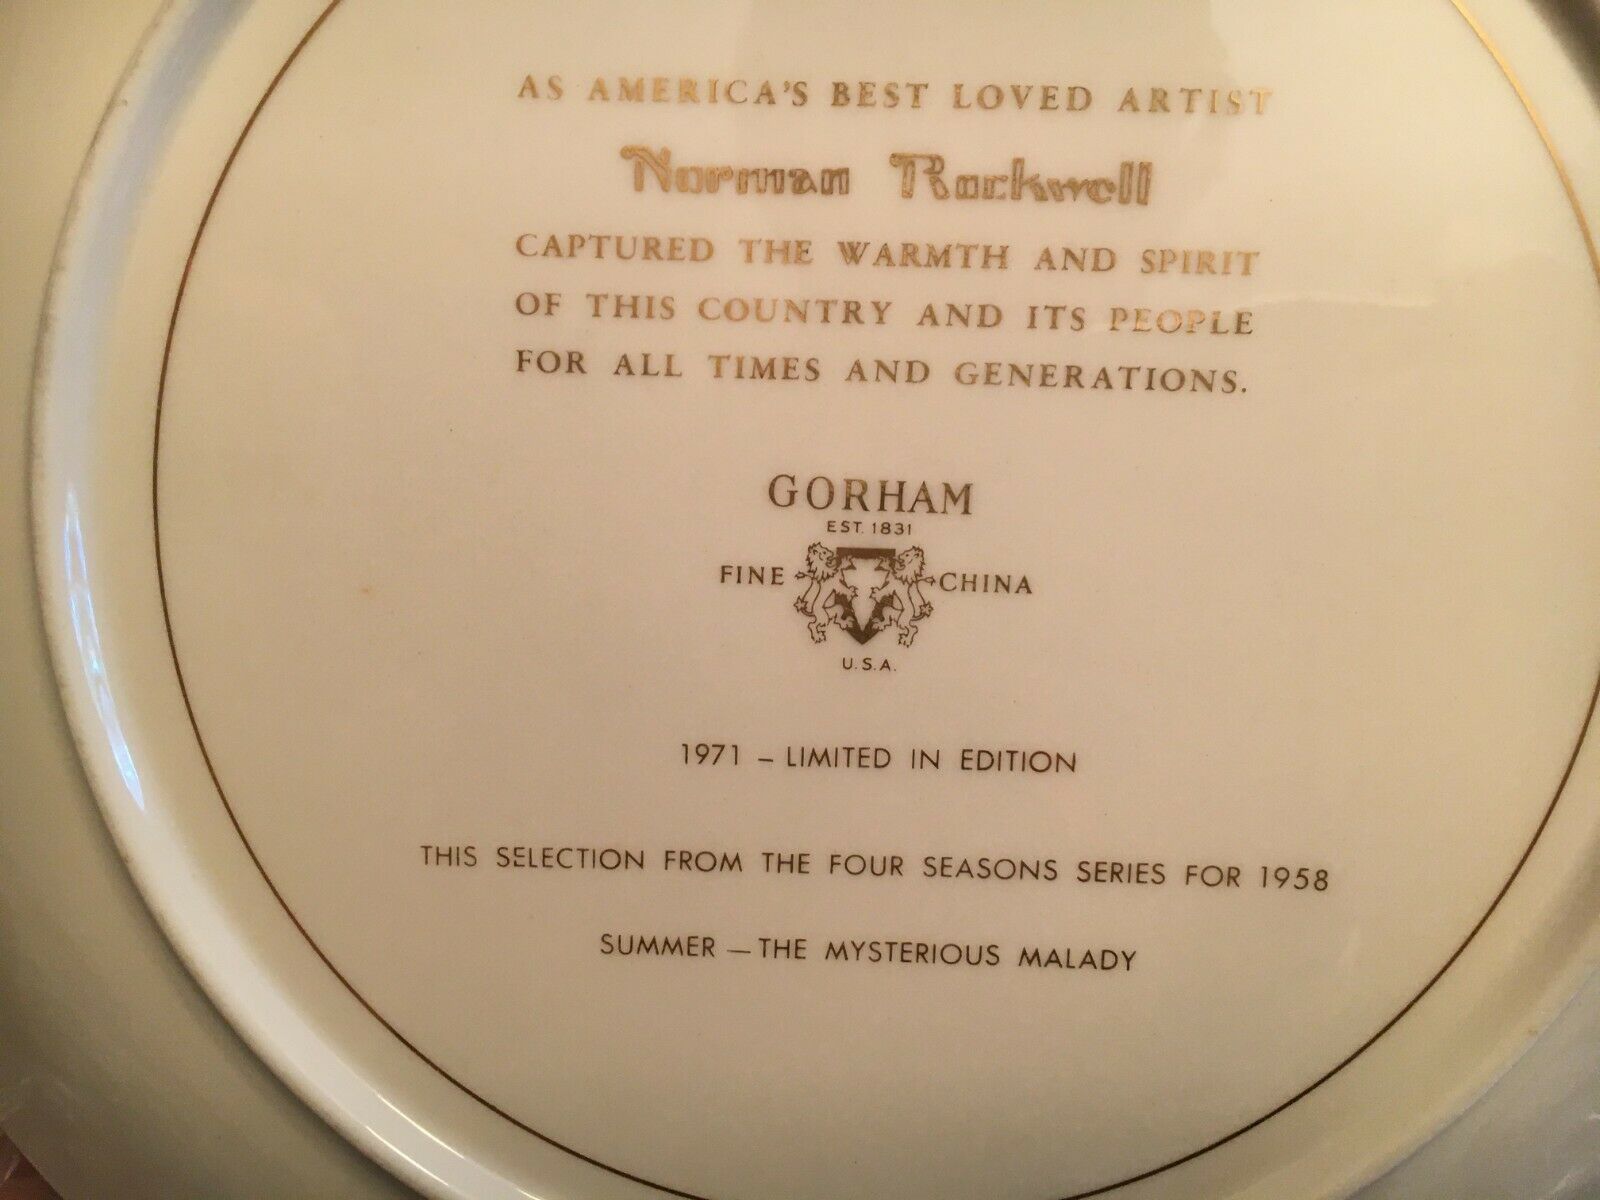 AS AMERICA'S BEST LOVED ARTIST
Norman Rockwell
CAPTURED THE WARMTH AND SPIRIT
OF THIS COUNTRY AND ITS PEOPLE
FOR ALL TIMES AND GENERATIONS.
GORHAM
EST. 1831
FINE CHINA
U.S.A.
1971 – LIMITED IN EDITION
THIS SELECTION FROM THE FOUR SEASONS SERIES FOR 1958
SUMMER — THE MYSTERIOUS MALADY